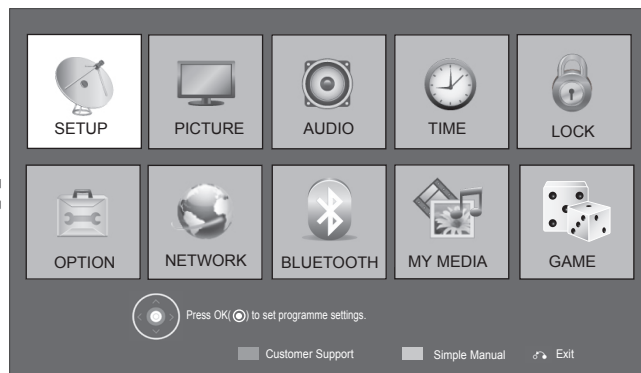 SETUP PICTURE AUDIO TIME LOCK
OPTION NETWORK BLUETOOTH MY MEDIA GAME
Press OK( ) to set programme settings.
Customer Support Simple Manual Exit